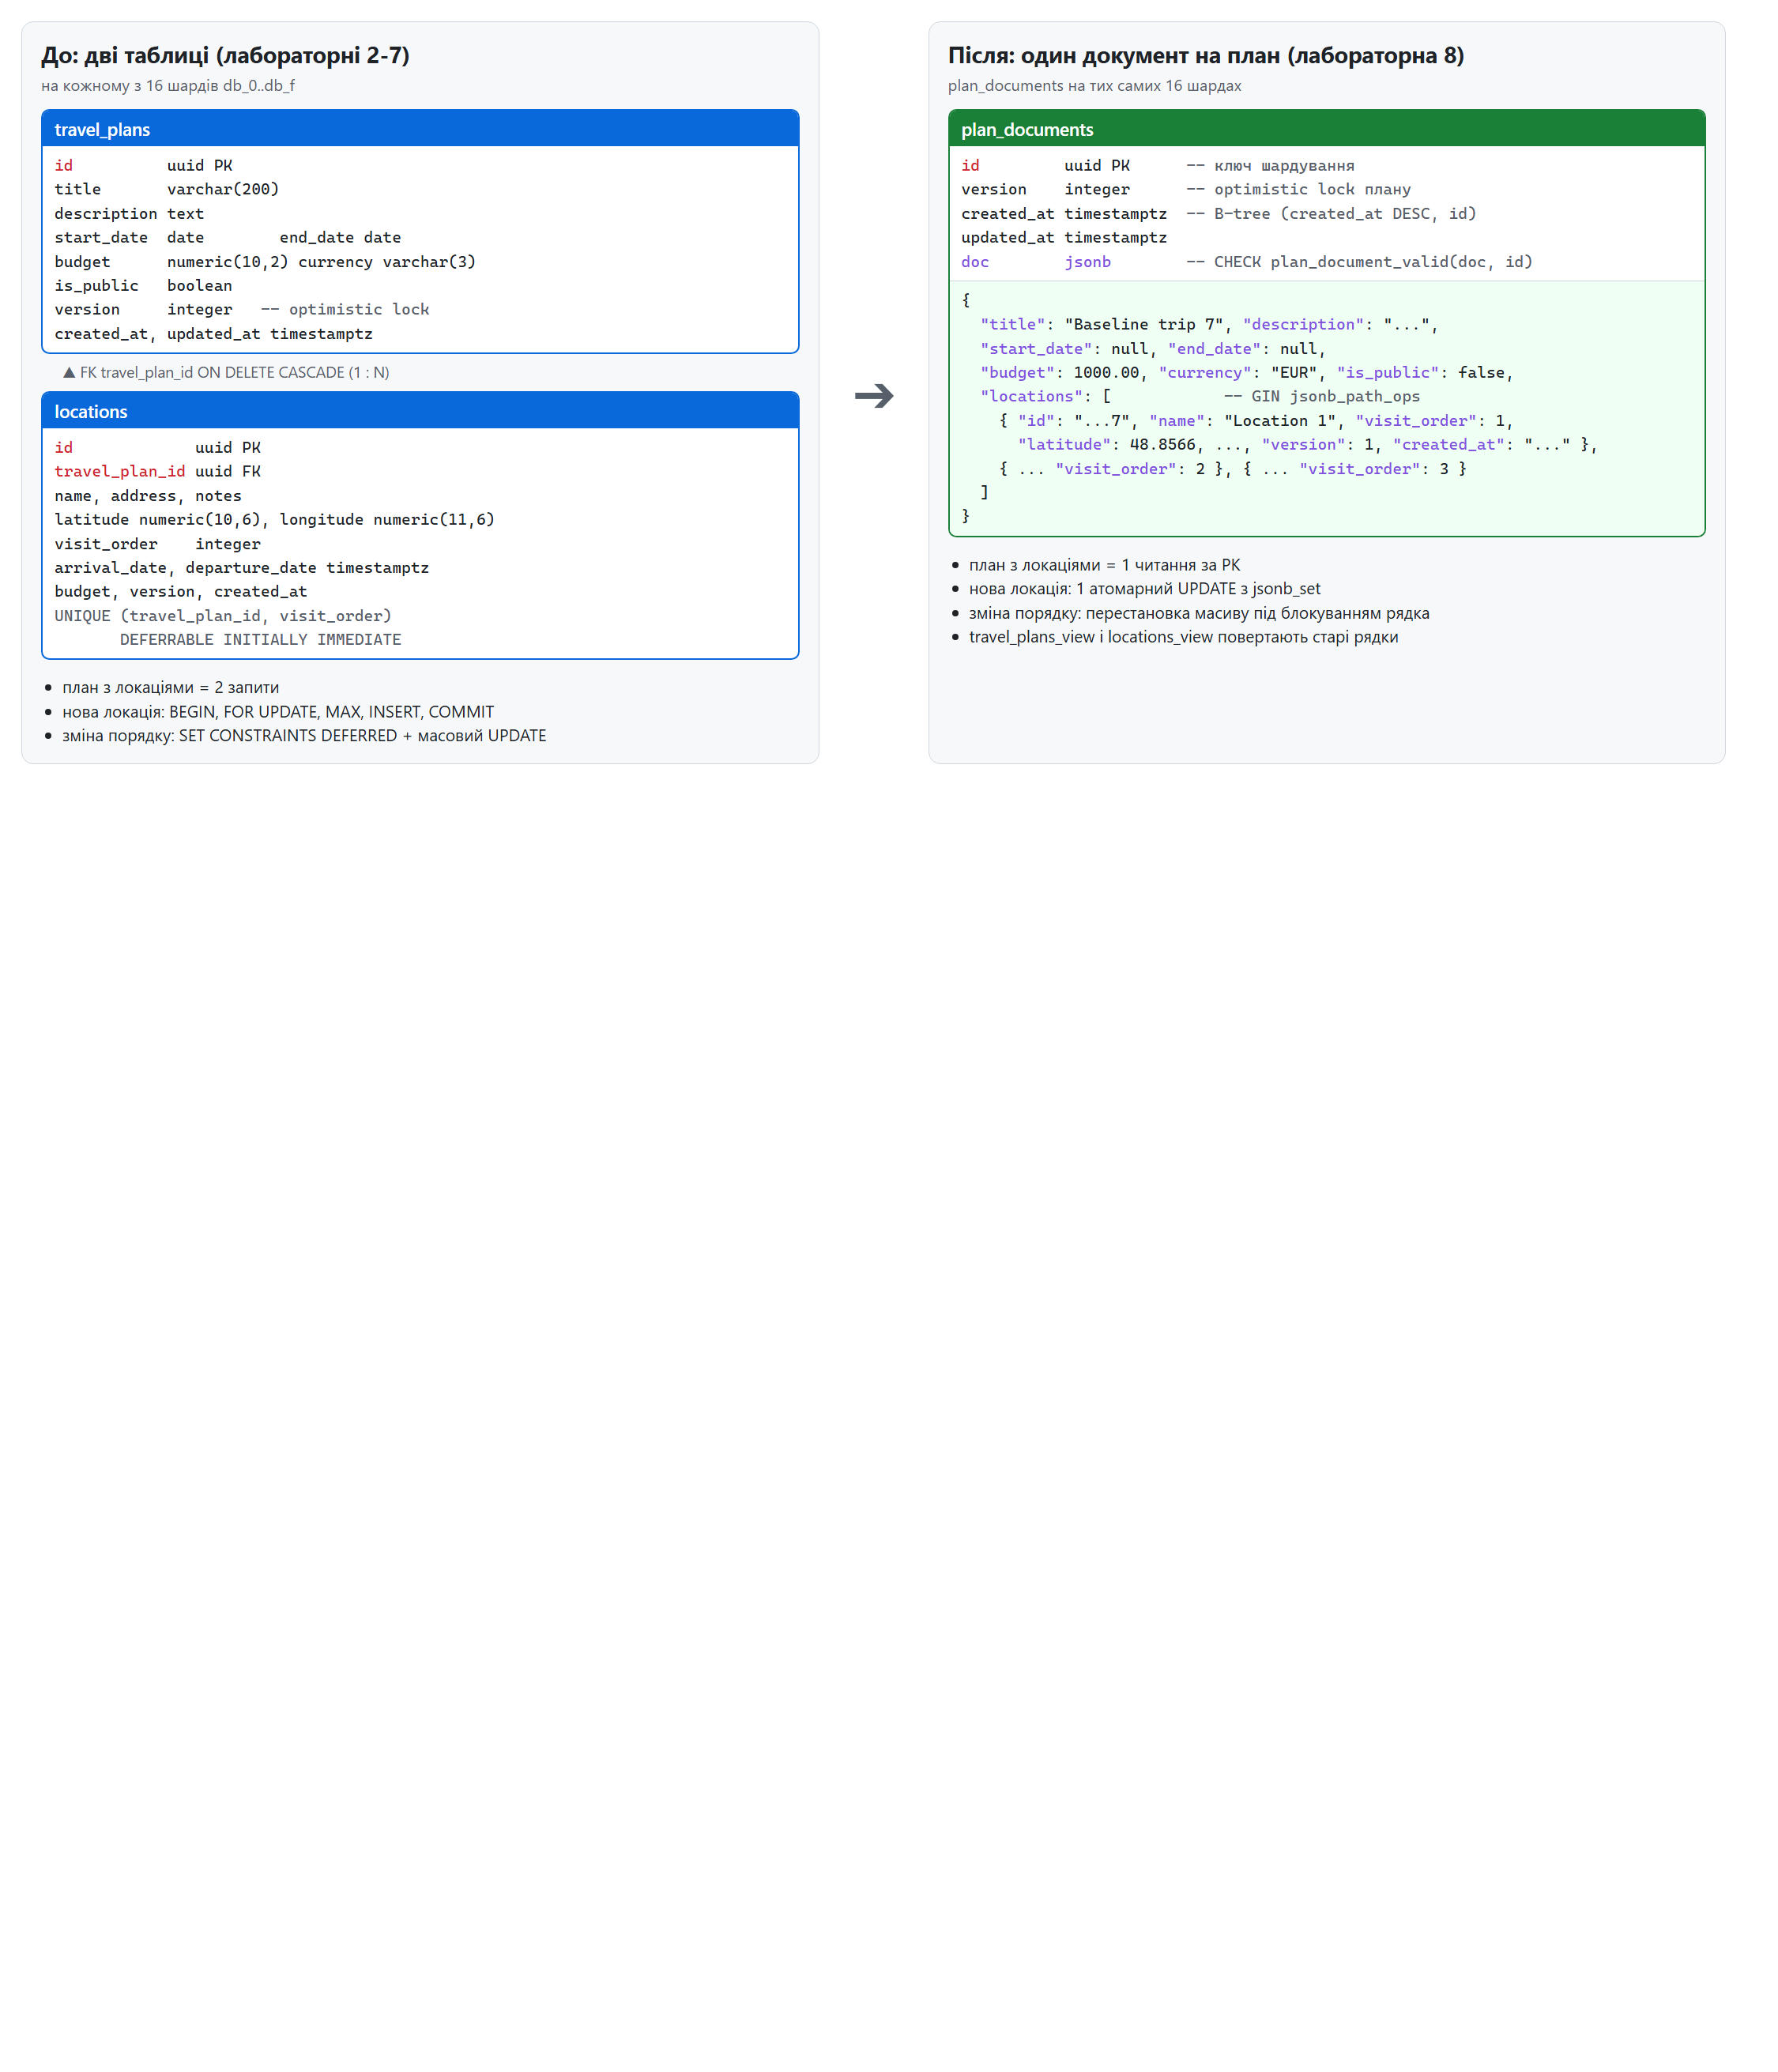 До: дві таблиці (лабораторні 2-7)
на кожному з 16 шардів db_0..db_f
travel_plans
id          uuid PK
title       varchar(200)
description text
start_date  date        end_date date
budget      numeric(10,2) currency varchar(3)
is_public   boolean
version     integer   -- optimistic lock
created_at, updated_at timestamptz
▲ FK travel_plan_id ON DELETE CASCADE (1 : N)
locations
id             uuid PK
travel_plan_id uuid FK
name, address, notes
latitude numeric(10,6), longitude numeric(11,6)
visit_order    integer
arrival_date, departure_date timestamptz
budget, version, created_at
UNIQUE (travel_plan_id, visit_order)
       DEFERRABLE INITIALLY IMMEDIATE
• план з локаціями = 2 запити
• нова локація: BEGIN, FOR UPDATE, MAX, INSERT, COMMIT
• зміна порядку: SET CONSTRAINTS DEFERRED + масовий UPDATE
➔
Після: один документ на план (лабораторна 8)
plan_documents на тих самих 16 шардах
plan_documents
id         uuid PK      -- ключ шардування
version    integer      -- optimistic lock плану
created_at timestamptz  -- B-tree (created_at DESC, id)
updated_at timestamptz
doc        jsonb        -- CHECK plan_document_valid(doc, id)
{
  "title": "Baseline trip 7", "description": "...",
  "start_date": null, "end_date": null,
  "budget": 1000.00, "currency": "EUR", "is_public": false,
  "locations": [            -- GIN jsonb_path_ops
    { "id": "...7", "name": "Location 1", "visit_order": 1,
      "latitude": 48.8566, ..., "version": 1, "created_at": "..." },
    { ... "visit_order": 2 }, { ... "visit_order": 3 }
  ]
}
• план з локаціями = 1 читання за PK
• нова локація: 1 атомарний UPDATE з jsonb_set
• зміна порядку: перестановка масиву під блокуванням рядка
• travel_plans_view і locations_view повертають старі рядки